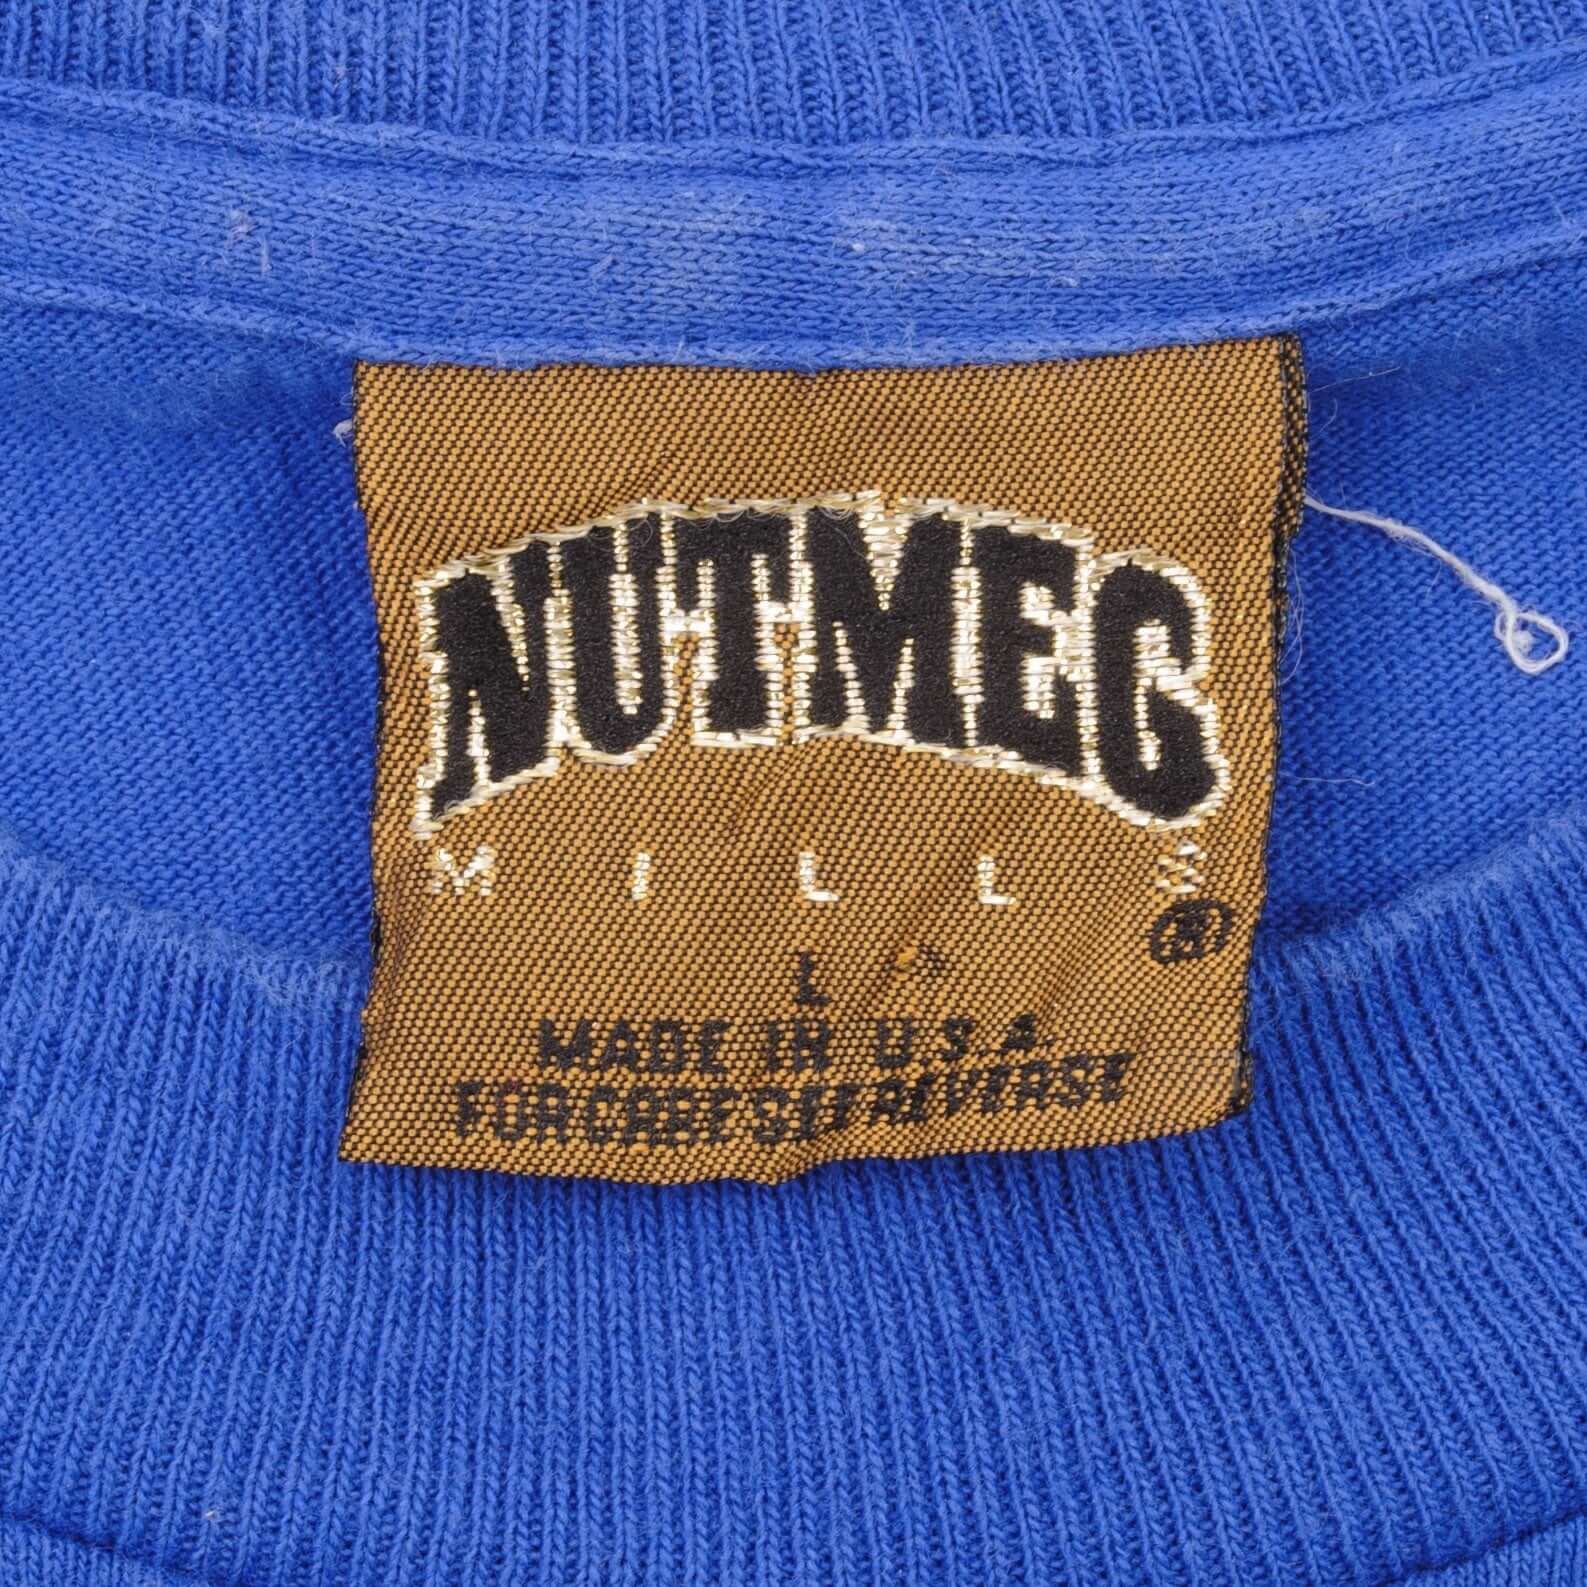 NUTMEG
MILLS
®
L
MADE IN U.S.A.
FOR CARE SEE REVERSE